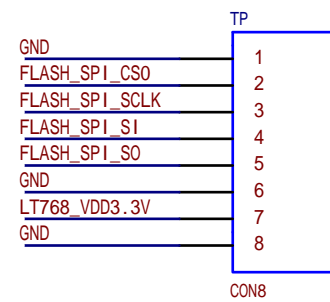 TP
GND 1
FLASH_SPI_CS0 2
FLASH_SPI_SCLK 3
FLASH_SPI_SI 4
FLASH_SPI_SO 5
GND 6
LT768_VDD3.3V 7
GND 8
CON8